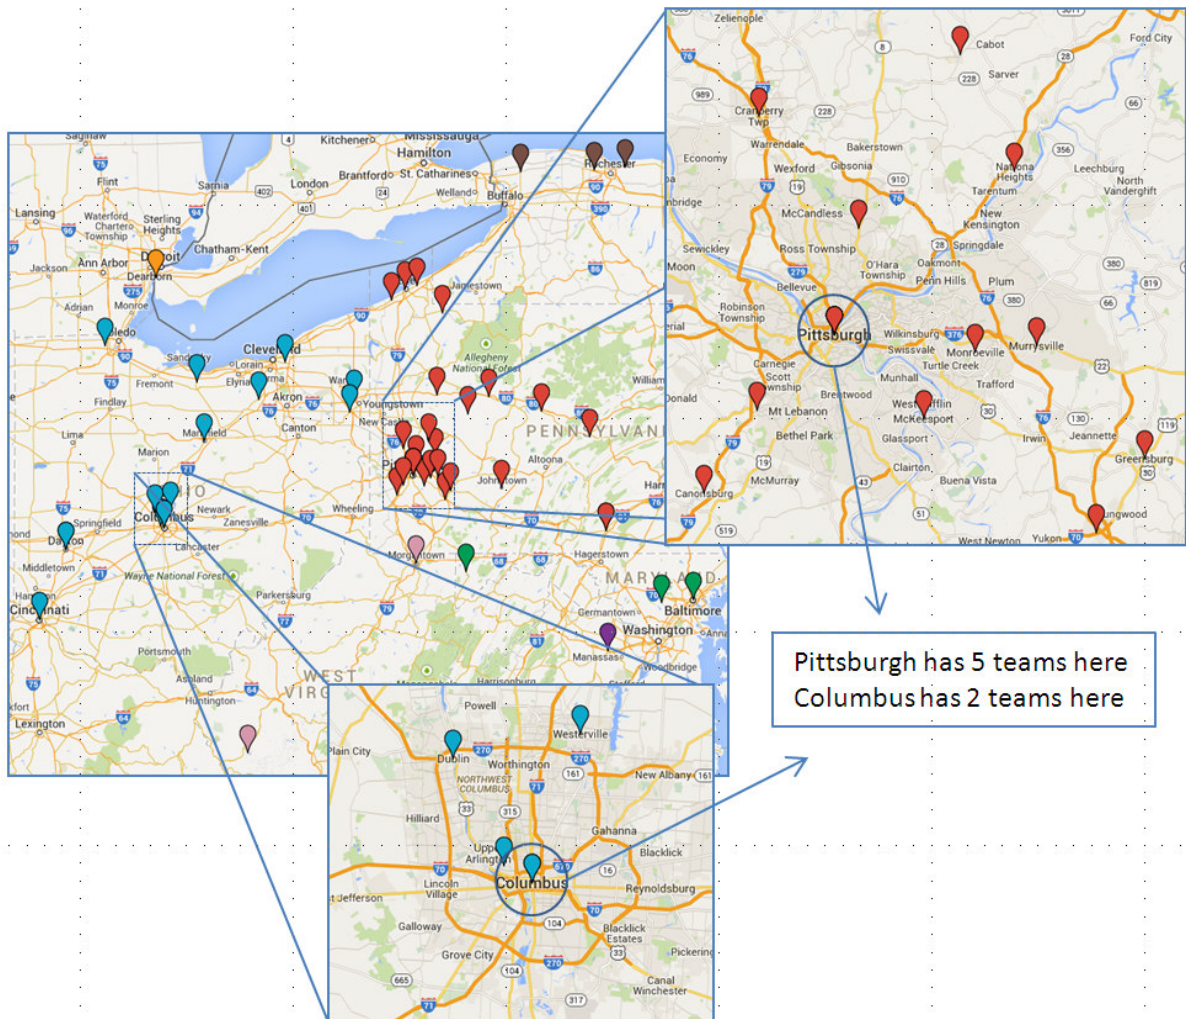 Zelienople
Cabot
Ford City
Sarver
Cranberry
Twp
Warrendale
Bakerstown
Economy
Wexford
Gibsonia
Natrona
Heights
Leechburg
Tarentum
North
Vandergrift
McCandless
New
Kensington
Sewickley
Ross Township
Springdale
Moon
O'Hara
Township
Oakmont
Bellevue
Penn Hills
Plum
Robinson
Township
Pittsburgh
Wilkinsburg
Swissvale
Monroeville
Murrysville
Carnegie
Scott
Township
Turtle Creek
Munhall
Trafford
Brentwood
West Mifflin
Mt Lebanon
McKeesport
Bethel Park
Glassport
Irwin
Jeannette
Greensburg
Clairton
Canonsburg
McMurray
Buena Vista
Youngwood
West Newton
Yukon
Saginaw
Flint
Sarnia
London
Kitchener
Mississauga
Hamilton
Brantford
St. Catharines
Welland
Rochester
Buffalo
Lansing
Waterford
Charter
Township
Sterling
Heights
Chatham-Kent
Detroit
Jackson
Ann Arbor
Dearborn
Monroe
Adrian
Jamestown
Toledo
Sandusky
Cleveland
Lorain
Elyria
Fremont
Findlay
Akron
Youngstown
Allegheny
National Forest
Canton
New Castle
Lima
Mansfield
Marion
PENNSYLVANIA
Altoona
Johnstown
Columbus
Newark
Zanesville
Springfield
Dayton
Lancaster
Wheeling
Middletown
Wayne National Forest
Morgantown
Hagerstown
MARYLAND
Cincinnati
Parkersburg
Germantown
Baltimore
Washington
Manassas
Woodbridge
Portsmouth
Ashland
Huntington
WEST
VIRGINIA
Harrisonburg
Lexington
Pittsburgh has 5 teams here
Columbus has 2 teams here
Powell
Westerville
Plain City
Dublin
Worthington
New Albany
NORTHWEST
COLUMBUS
Hilliard
Gahanna
Upper
Arlington
Blacklick
Columbus
Lincoln
Village
Reynoldsburg
Galloway
Blacklick
Estates
Grove City
Canal
Winchester